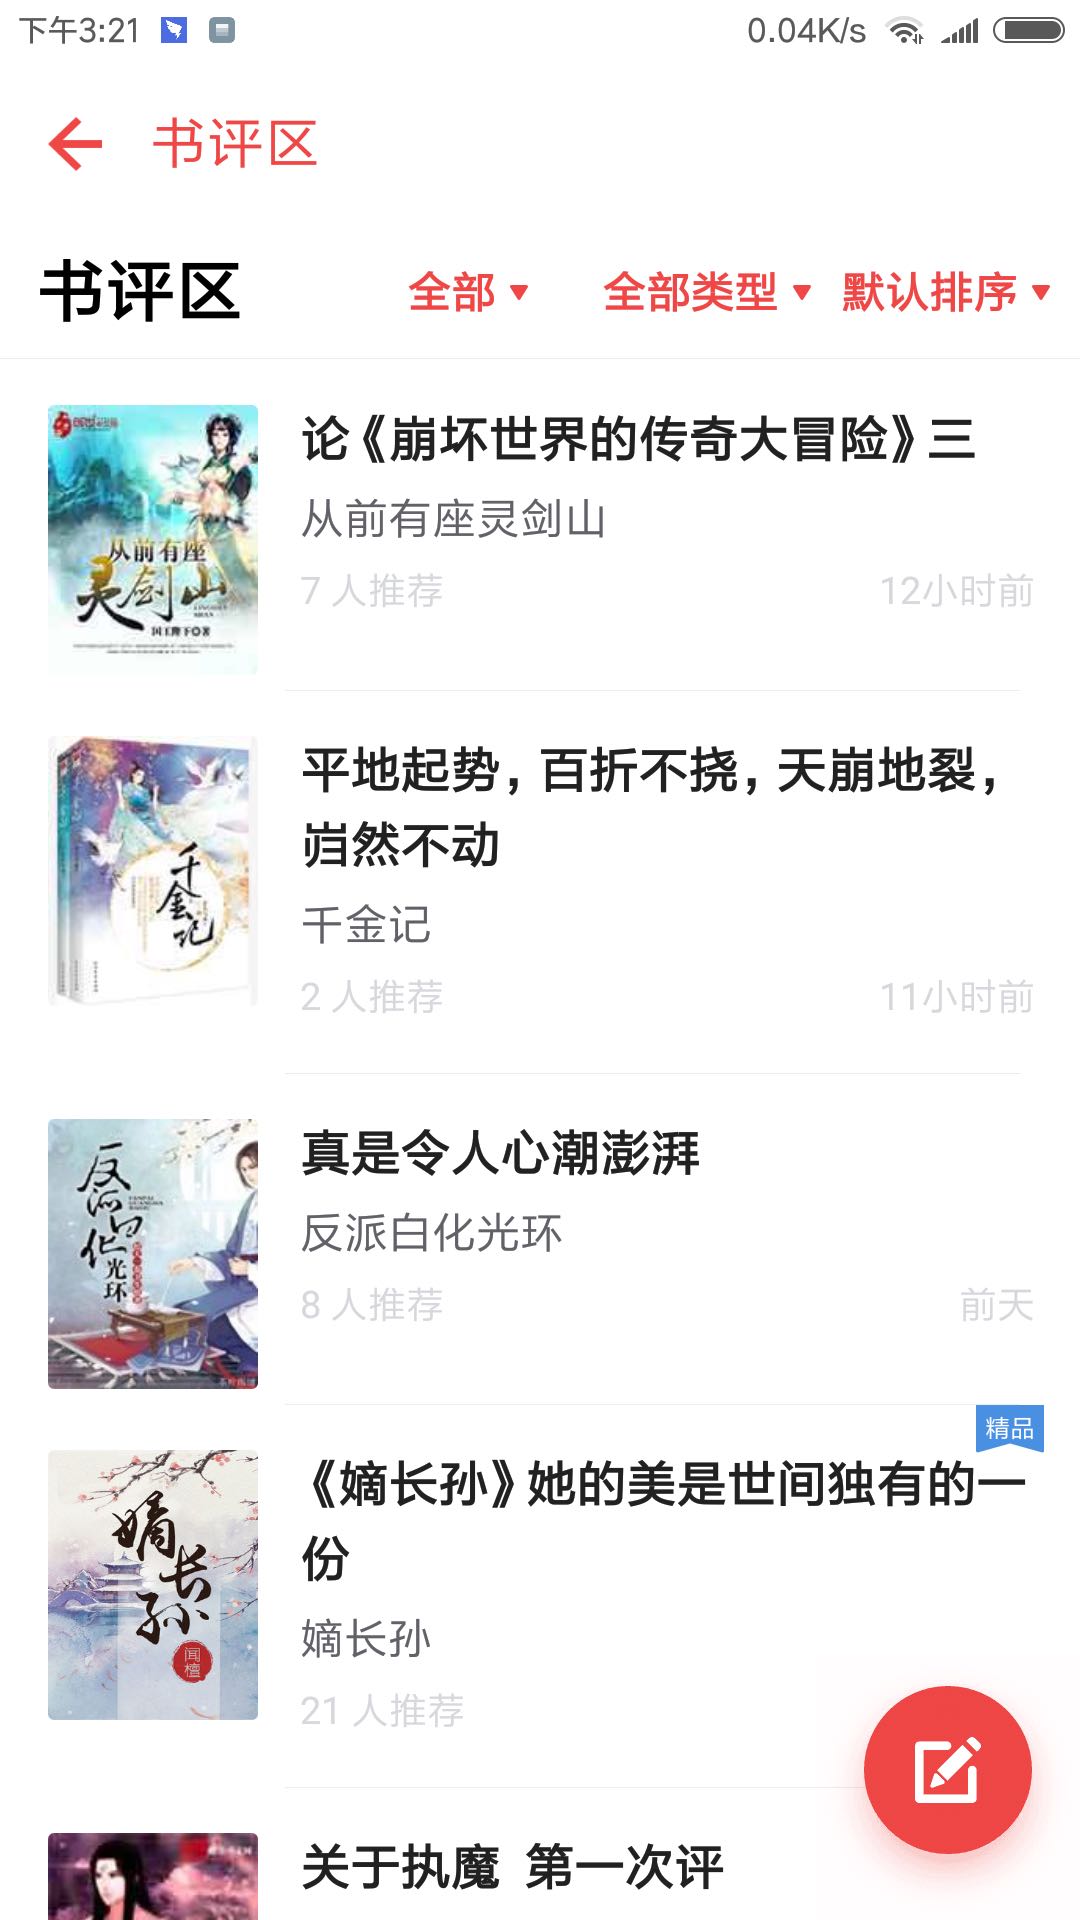 下午3:21
0.04K/s
书评区
书评区
全部
全部类型
默认排序
从前有座
灵剑山
国王陛下◎著
论《崩坏世界的传奇大冒险》三
从前有座灵剑山
7 人推荐
12小时前
千金记
平地起势，百折不挠，天崩地裂，
岿然不动
千金记
2 人推荐
11小时前
反派白化
光环
真是令人心潮澎湃
反派白化光环
8 人推荐
前天
精品
嫡长孙
闻檀
《嫡长孙》她的美是世间独有的一
份
嫡长孙
21 人推荐
关于执魔 第一次评